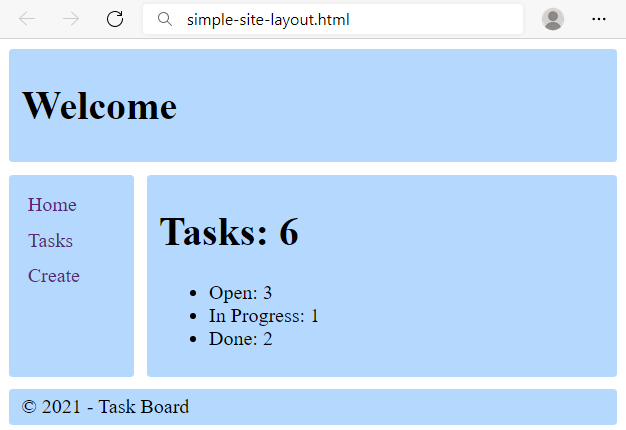 simple-site-layout.html
Welcome
Home
Tasks
Create
Tasks: 6
Open: 3
In Progress: 1
Done: 2
© 2021 - Task Board